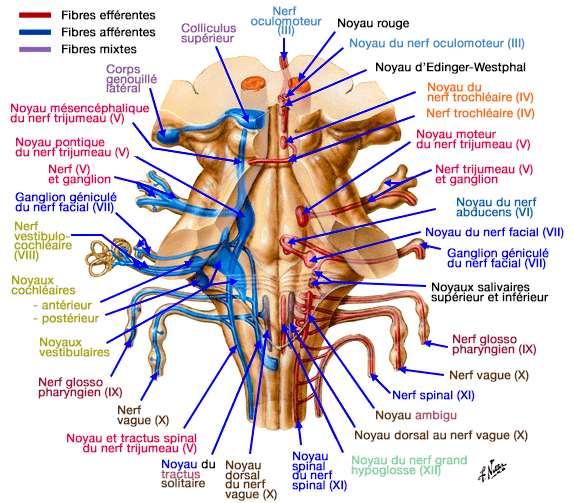 Fibres efférentes
Fibres afférentes
Fibres mixtes
Nerf
oculomoteur (III)
Colliculus
supérieur
Noyau rouge
Noyau du nerf oculomoteur (III)
Noyau d'Edinger-Westphal
Corps
genouillé
latéral
Noyau du
nerf trochléaire (IV)
Nerf trochléaire (IV)
Noyau mésencéphalique
du nerf trijumeau (V)
Noyau moteur
du nerf trijumeau (V)
Noyau pontique
du nerf trijumeau (V)
Nerf (V)
et ganglion
Nerf trijumeau (V)
et ganglion
Ganglion géniculé
du nerf facial (VII)
Noyau du nerf
abducens (VI)
Nerf
vestibulo-
cochléaire
(VIII)
Noyau du nerf facial (VII)
Ganglion géniculé
du nerf facial (VII)
Noyaux
cochléaires
- antérieur
- postérieur
Noyaux salivaires
supérieur et inférieur
Noyaux
vestibulaires
Nerf glosso
pharyngien (IX)
Nerf glosso
pharyngien (IX)
Nerf vague (X)
Nerf spinal (XI)
Nerf
vague (X)
Noyau ambigu
Noyau et tractus spinal
du nerf trijumeau (V)
Noyau dorsal au nerf vague (X)
Noyau du
tractus
solitaire
Noyau
dorsal
du nerf
vague (X)
Noyau
spinal
du nerf
spinal (XI)
Noyau du nerf grand
hypoglosse (XII)